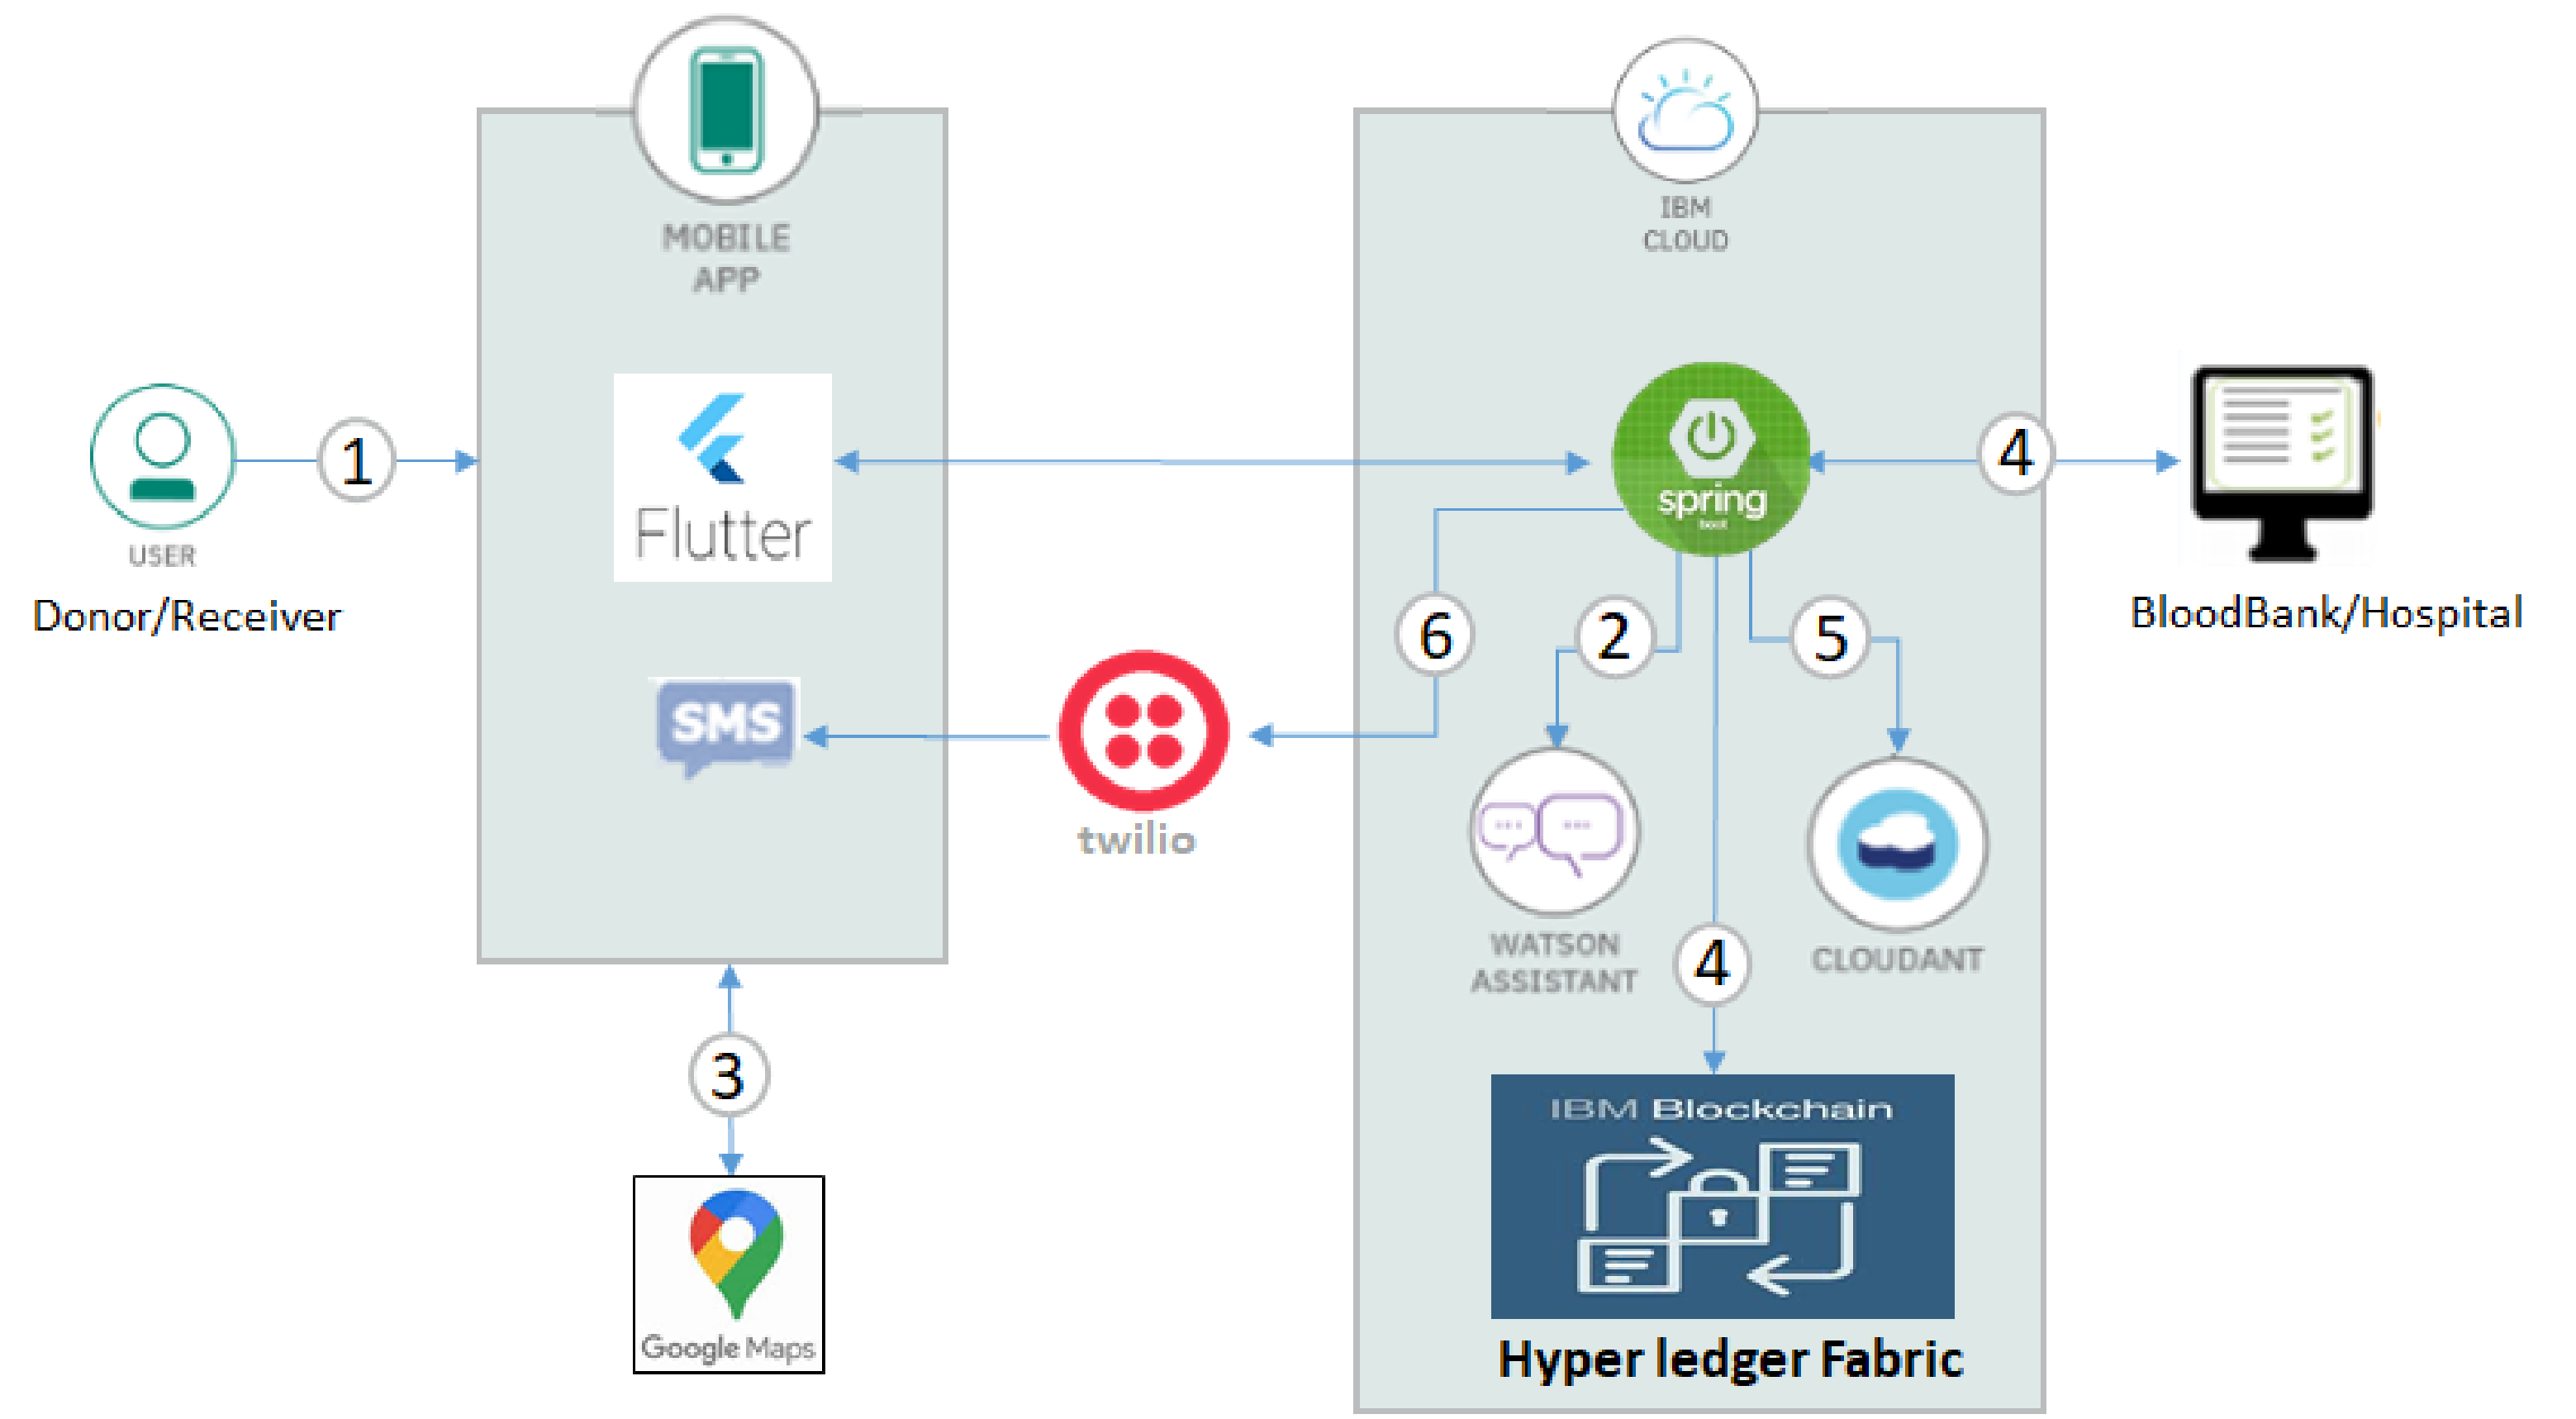 MOBILE
APP
IBM
CLOUD
1
USER
Donor/Receiver
Flutter
spring
boot
4
BloodBank/Hospital
6
2
5
SMS
twilio
WATSON
ASSISTANT
4
CLOUDANT
3
IBM Blockchain
Google Maps
Hyper ledger Fabric